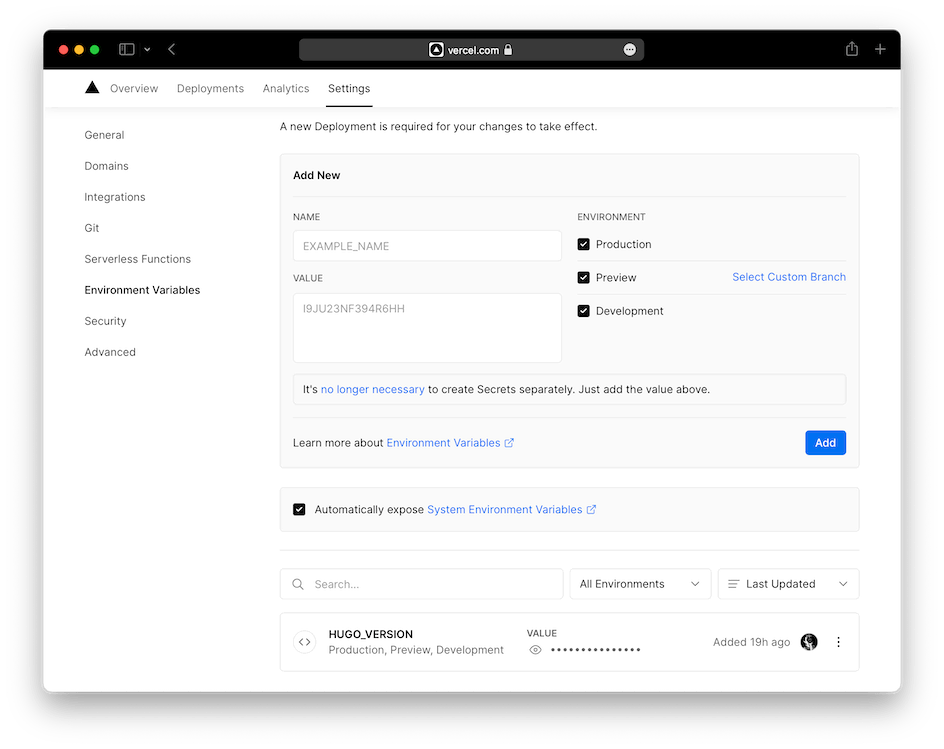 vercel.com
Overview Deployments Analytics Settings
General
Domains
Integrations
Git
Serverless Functions
Environment Variables
Security
Advanced
A new Deployment is required for your changes to take effect.
Add New
NAME
EXAMPLE_NAME
VALUE
I9JU23NF394R6HH
ENVIRONMENT
Production
Preview Select Custom Branch
Development
It's no longer necessary to create Secrets separately. Just add the value above.
Learn more about Environment Variables Add
Automatically expose System Environment Variables
Search... All Environments Last Updated
HUGO_VERSION
Production, Preview, Development
VALUE
•••••••••••••••
Added 19h ago